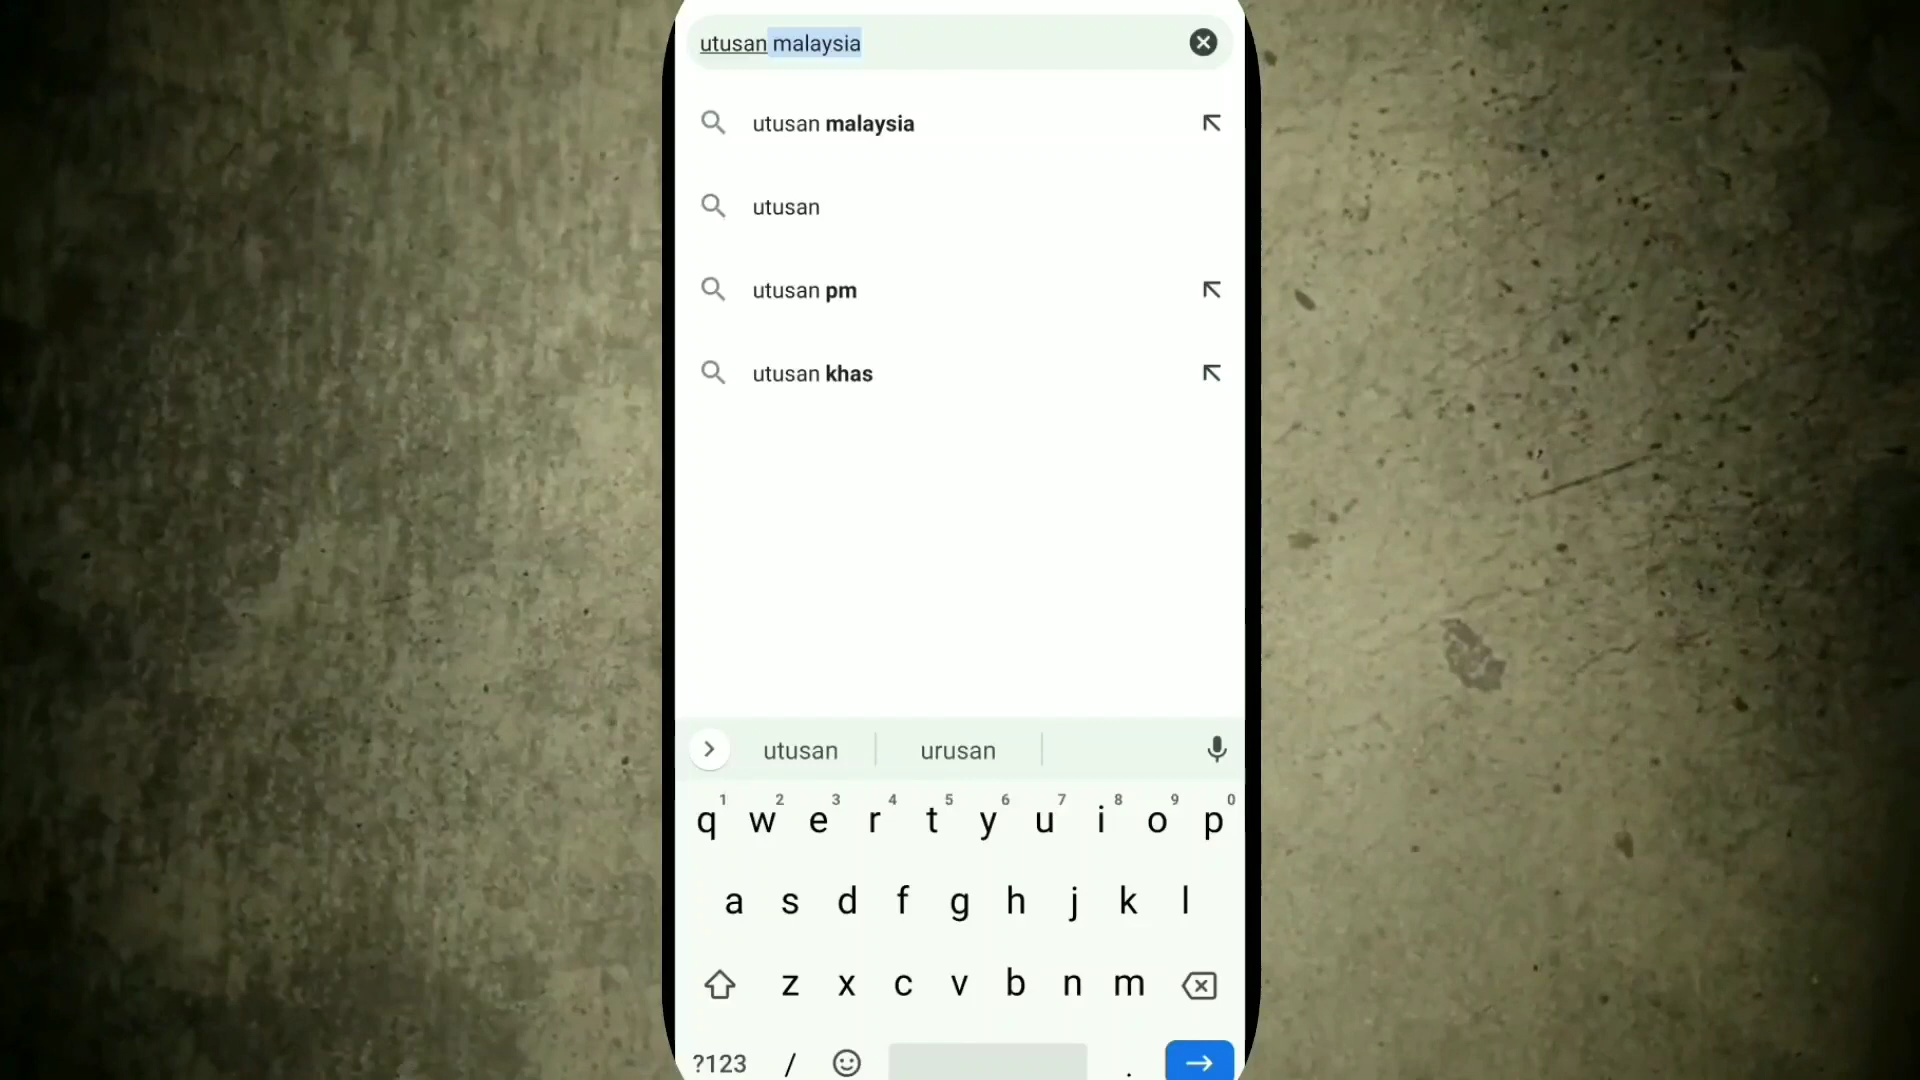 utusan malaysia
utusan malaysia
utusan
utusan pm
utusan khas
utusan urusan
1 2 3 4 5 6 7 8 9 0
q w e r t y u i o p
a s d f g h j k l
z x c v b n m
?123 / .